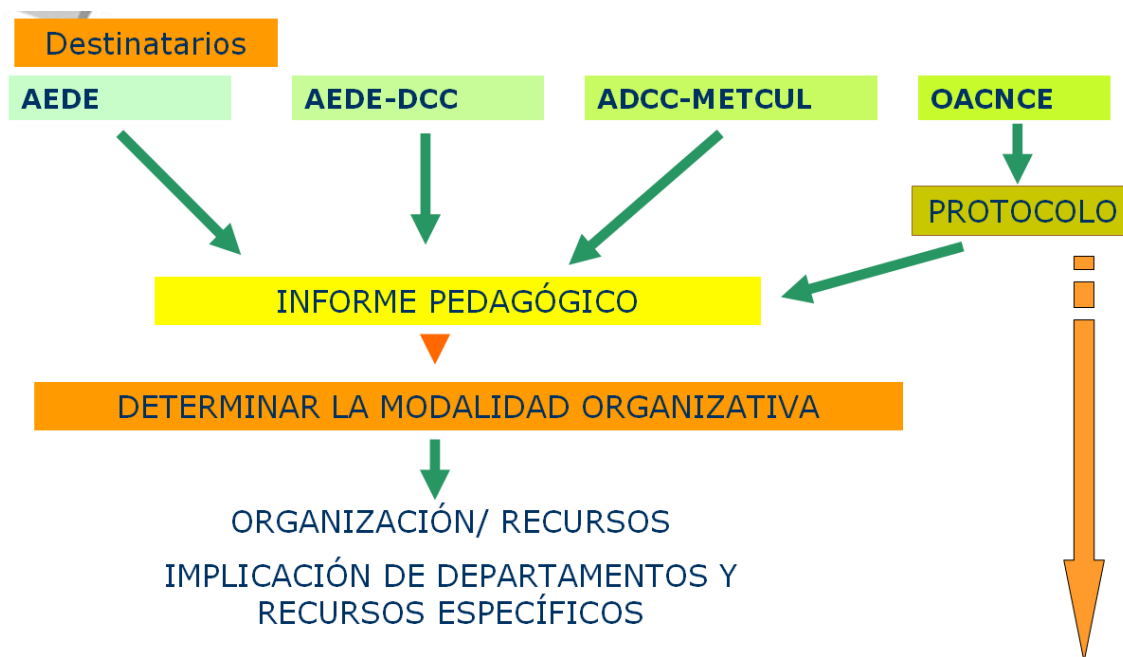 Destinatarios
AEDE
AEDE-DCC
ADCC-METCUL
OACNCE
PROTOCOLO
INFORME PEDAGÓGICO
DETERMINAR LA MODALIDAD ORGANIZATIVA
ORGANIZACIÓN/ RECURSOS
IMPLICACIÓN DE DEPARTAMENTOS Y
RECURSOS ESPECÍFICOS